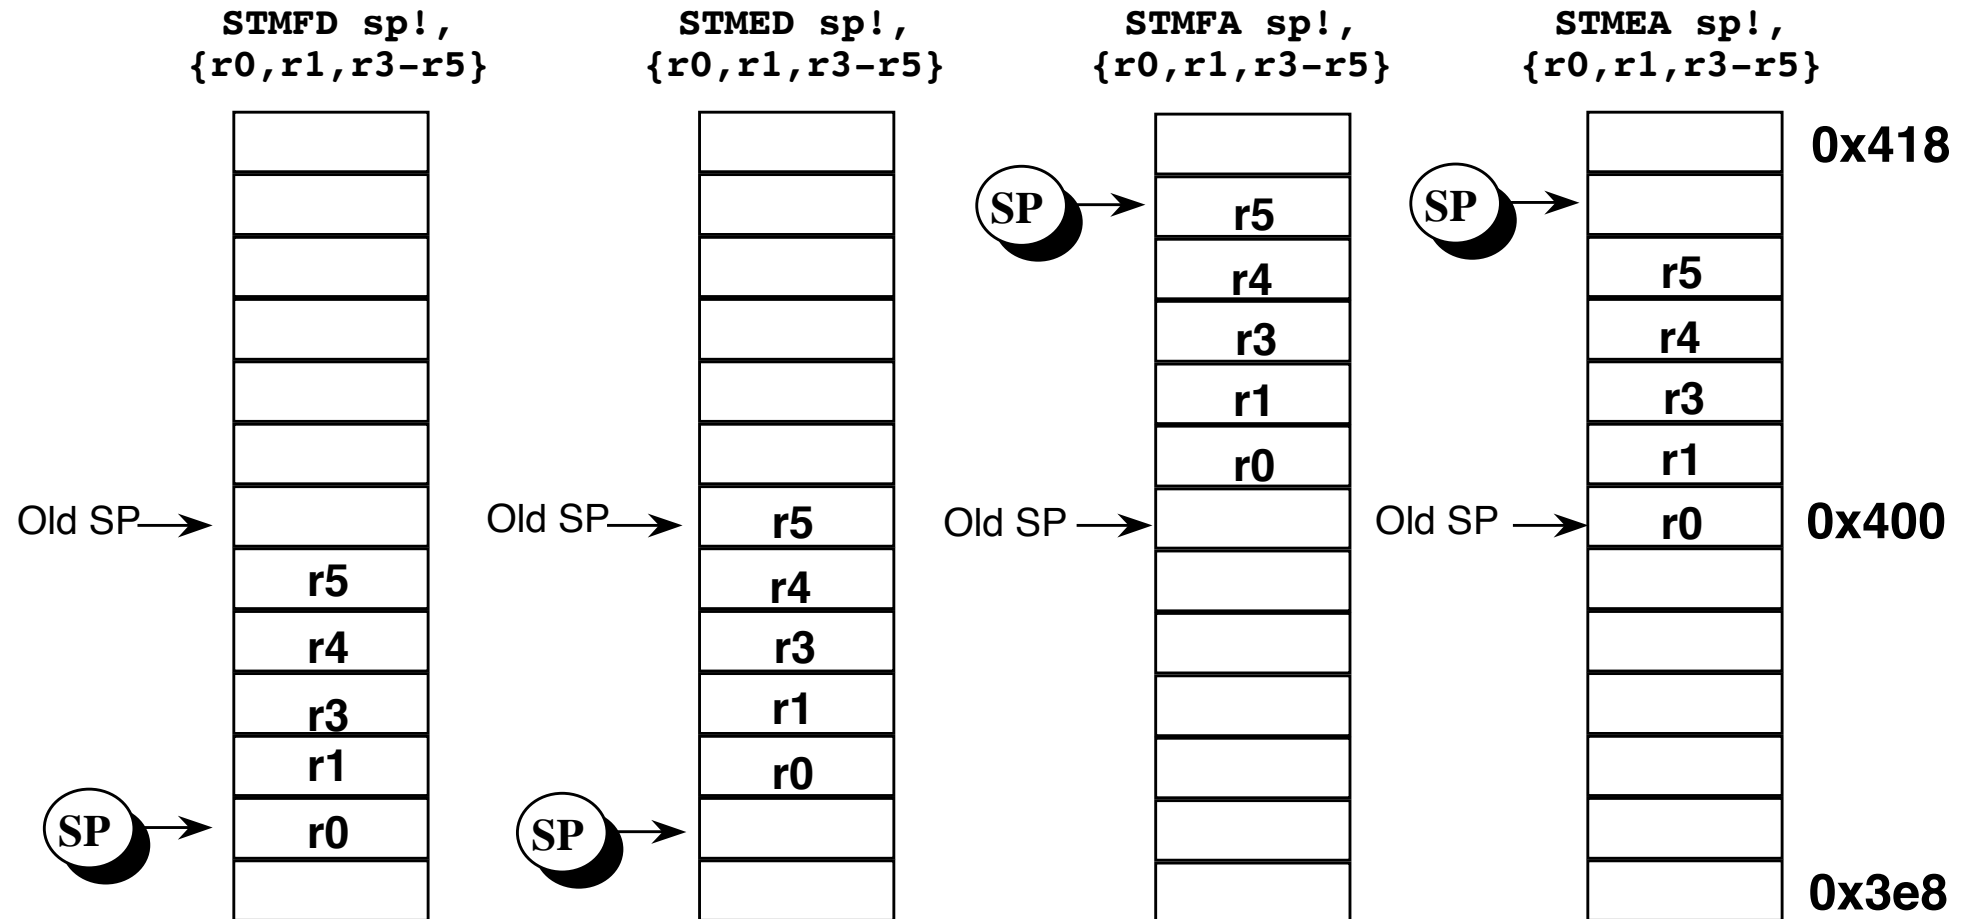 STMFD sp!,
{r0,r1,r3-r5}
STMED sp!,
{r0,r1,r3-r5}
STMFA sp!,
{r0,r1,r3-r5}
STMEA sp!,
{r0,r1,r3-r5}
Old SP
r5
r4
r3
r1
r0
SP
Old SP
r5
r4
r3
r1
r0
SP
SP
r5
r4
r3
r1
r0
Old SP
SP
r5
r4
r3
r1
r0
Old SP
0x418
0x400
0x3e8